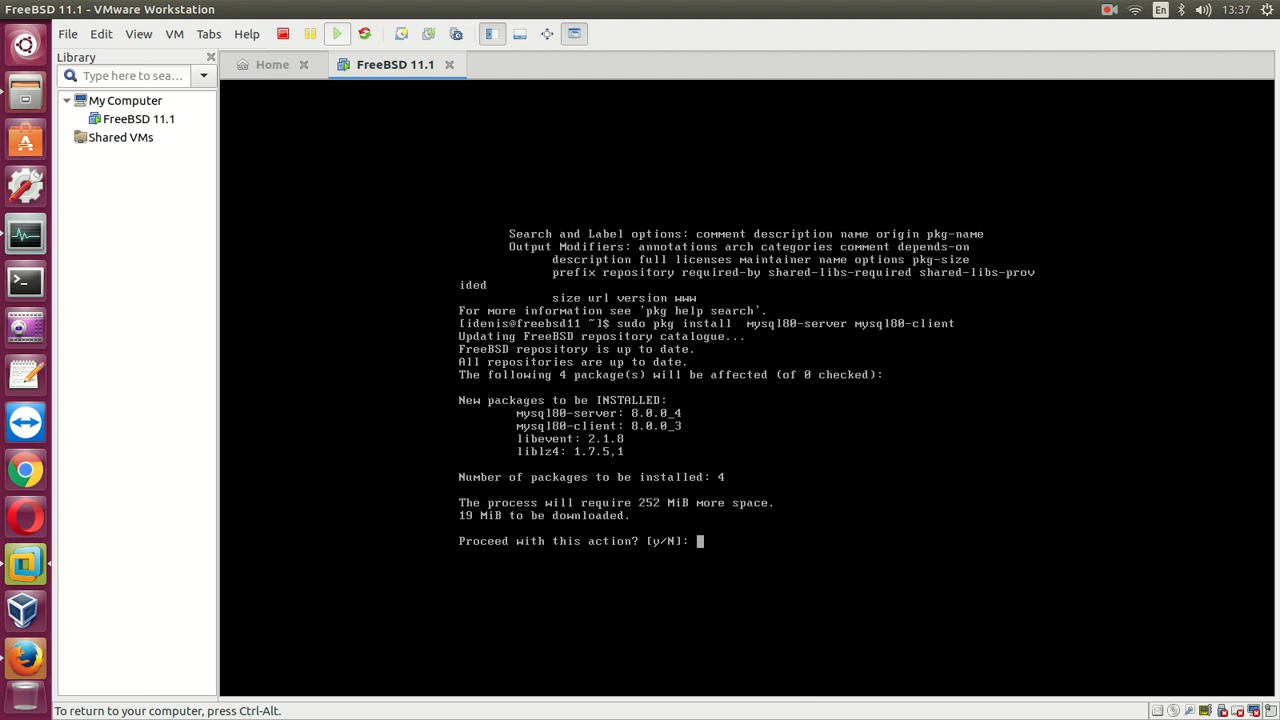 FreeBSD 11.1 - VMware Workstation
En
13:37
File Edit View VM Tabs Help
Library
Type here to sea...
My Computer
FreeBSD 11.1
Shared VMs
Home
FreeBSD 11.1
Search and Label options: comment description name origin pkg-name
Output Modifiers: annotations arch categories comment depends-on
description full licenses maintainer name options pkg-size
prefix repository required-by shared-libs-required shared-libs-prov
ided
size url version www
For more information see 'pkg help search'.
[idenis@freebsd11 ~]$ sudo pkg install  mysql80-server mysql80-client
Updating FreeBSD repository catalogue...
FreeBSD repository is up to date.
All repositories are up to date.
The following 4 package(s) will be affected (of 0 checked):
New packages to be INSTALLED:
mysql80-server: 8.0.0_4
mysql80-client: 8.0.0_3
libevent: 2.1.8
liblz4: 1.7.5,1
Number of packages to be installed: 4
The process will require 252 MiB more space.
19 MiB to be downloaded.
Proceed with this action? [y/N]:
To return to your computer, press Ctrl-Alt.